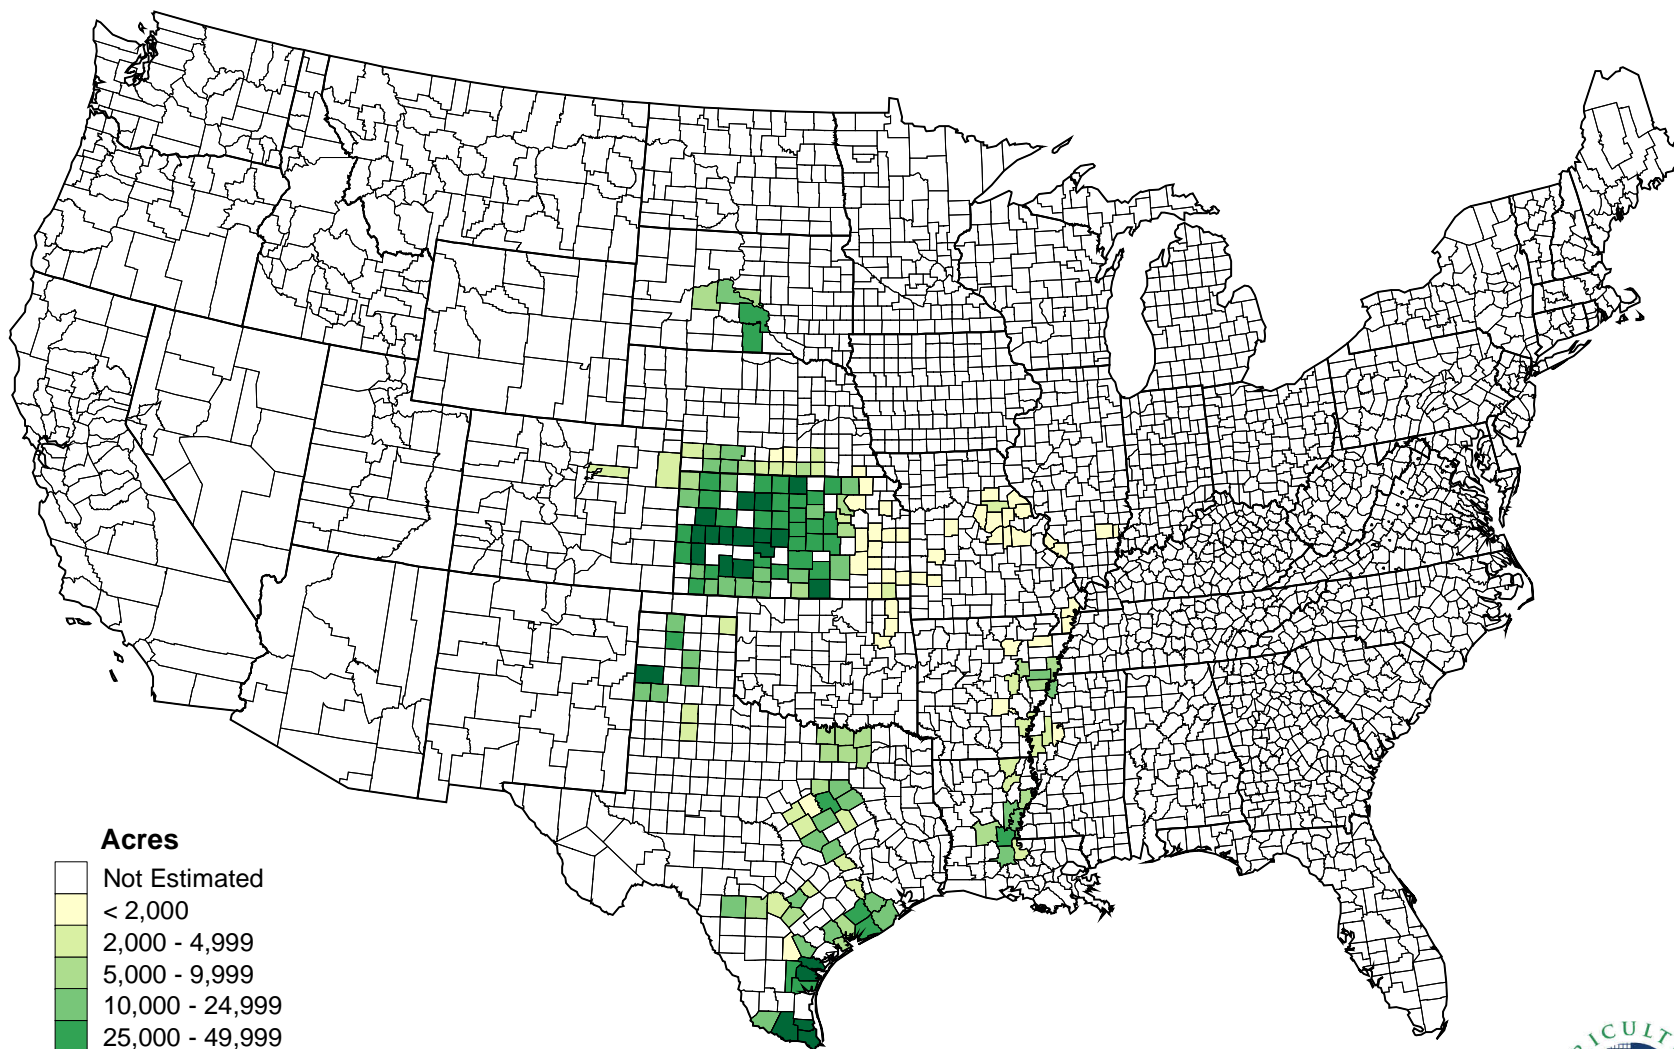 Acres
Not Estimated
< 2,000
2,000 - 4,999
5,000 - 9,999
10,000 - 24,999
25,000 - 49,999